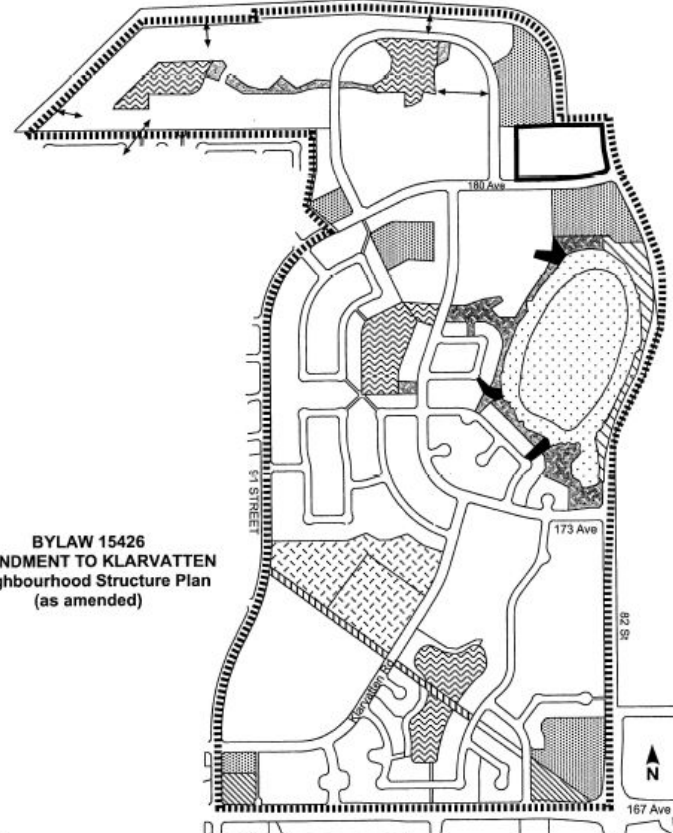 180 Ave
91 STREET
BYLAW 15426
NDMENT TO KLARVATTEN
ghbourhood Structure Plan
(as amended)
173 Ave
82 St
Klarvatten Rd
N
167 Ave